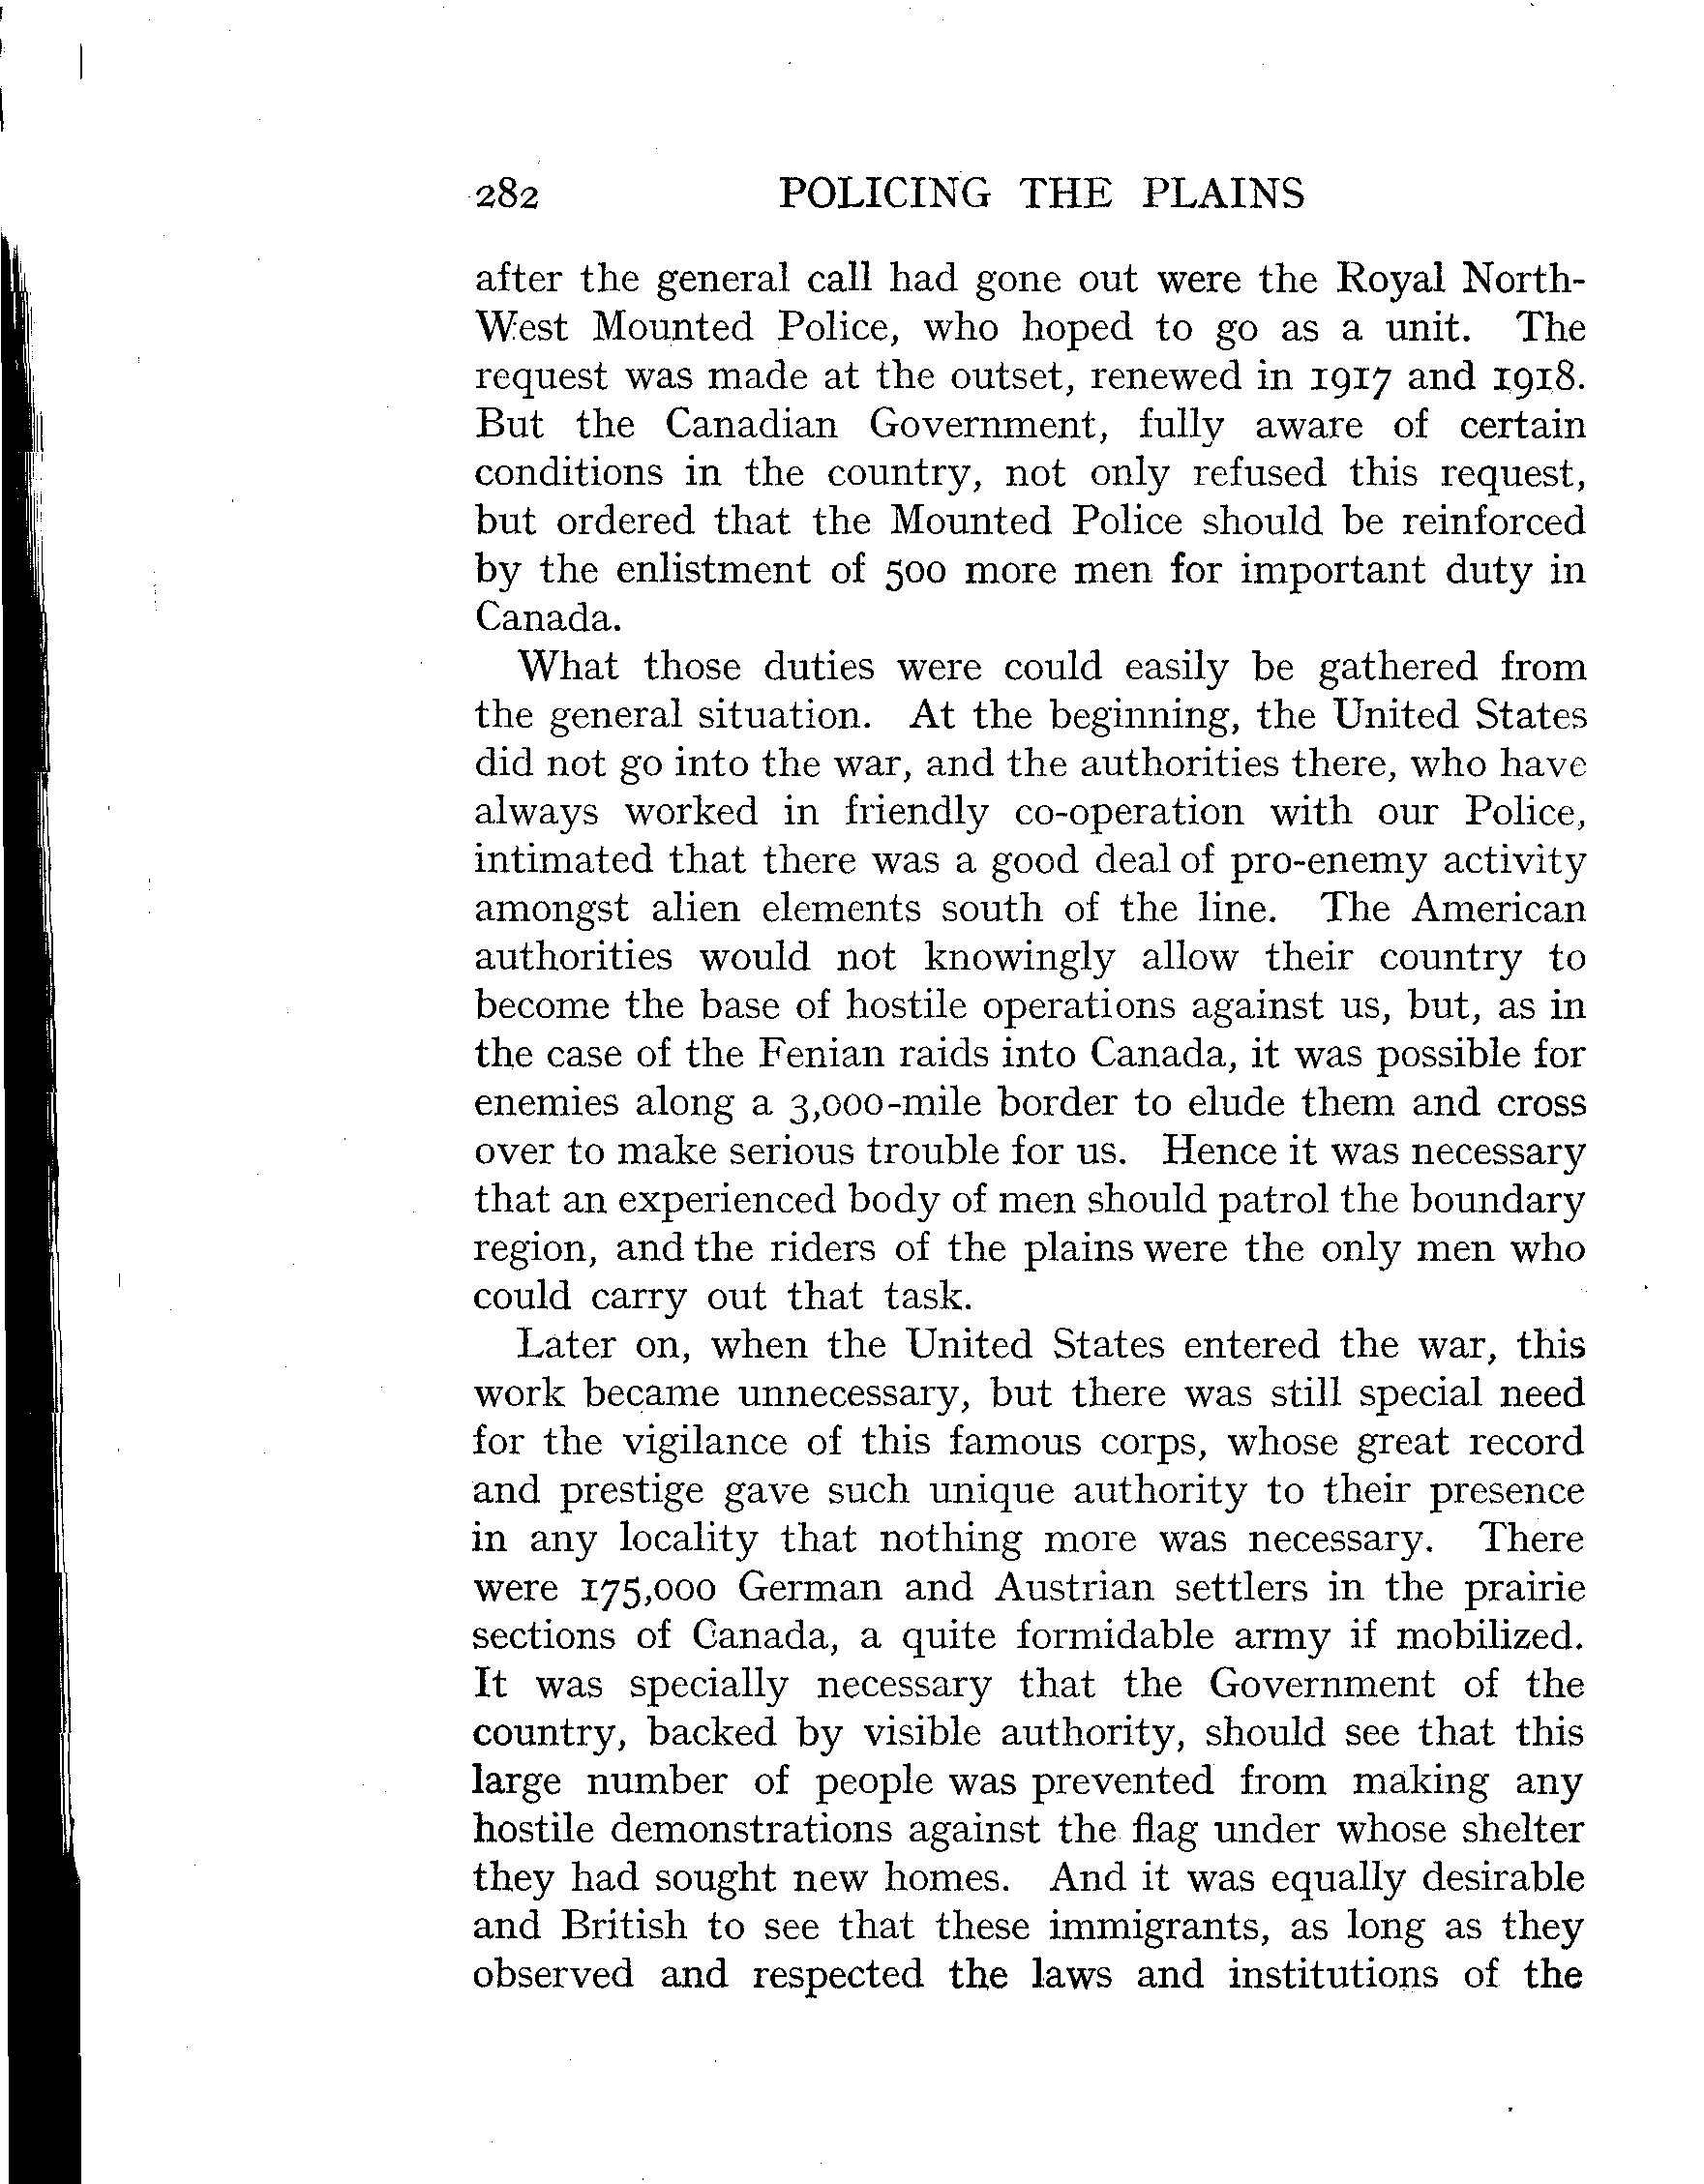 282 POLICING THE PLAINS
after the general call had gone out were the Royal North-
West Mounted Police, who hoped to go as a unit. The
request was made at the outset, renewed in 1917 and 1918.
But the Canadian Government, fully aware of certain
conditions in the country, not only refused this request,
but ordered that the Mounted Police should be reinforced
by the enlistment of 500 more men for important duty in
Canada.
What those duties were could easily be gathered from
the general situation. At the beginning, the United States
did not go into the war, and the authorities there, who have
always worked in friendly co-operation with our Police,
intimated that there was a good deal of pro-enemy activity
amongst alien elements south of the line. The American
authorities would not knowingly allow their country to
become the base of hostile operations against us, but, as in
the case of the Fenian raids into Canada, it was possible for
enemies along a 3,000-mile border to elude them and cross
over to make serious trouble for us. Hence it was necessary
that an experienced body of men should patrol the boundary
region, and the riders of the plains were the only men who
could carry out that task.
Later on, when the United States entered the war, this
work became unnecessary, but there was still special need
for the vigilance of this famous corps, whose great record
and prestige gave such unique authority to their presence
in any locality that nothing more was necessary. There
were 175,000 German and Austrian settlers in the prairie
sections of Canada, a quite formidable army if mobilized.
It was specially necessary that the Government of the
country, backed by visible authority, should see that this
large number of people was prevented from making any
hostile demonstrations against the flag under whose shelter
they had sought new homes. And it was equally desirable
and British to see that these immigrants, as long as they
observed and respected the laws and institutions of the